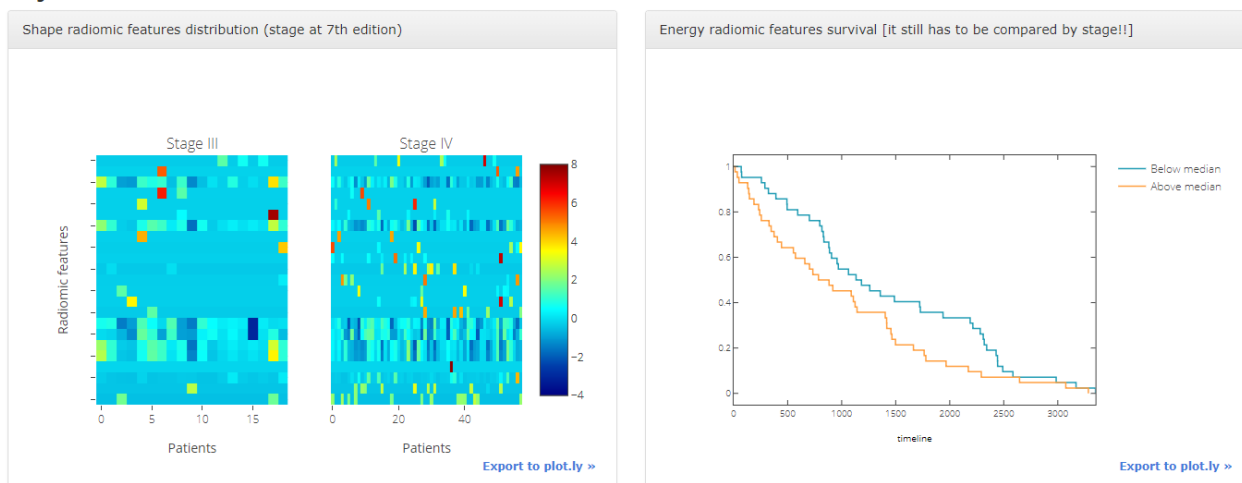 Shape radiomic features distribution (stage at 7th edition)
Stage III
Stage IV
Radiomic features
0
5
10
15
Patients
0
20
40
Patients
8
6
4
2
0
−2
−4
Export to plot.ly »
Energy radiomic features survival [it still has to be compared by stage!!]
1
0.8
0.6
0.4
0.2
0
0
500
1000
1500
2000
2500
3000
timeline
Below median
Above median
Export to plot.ly »